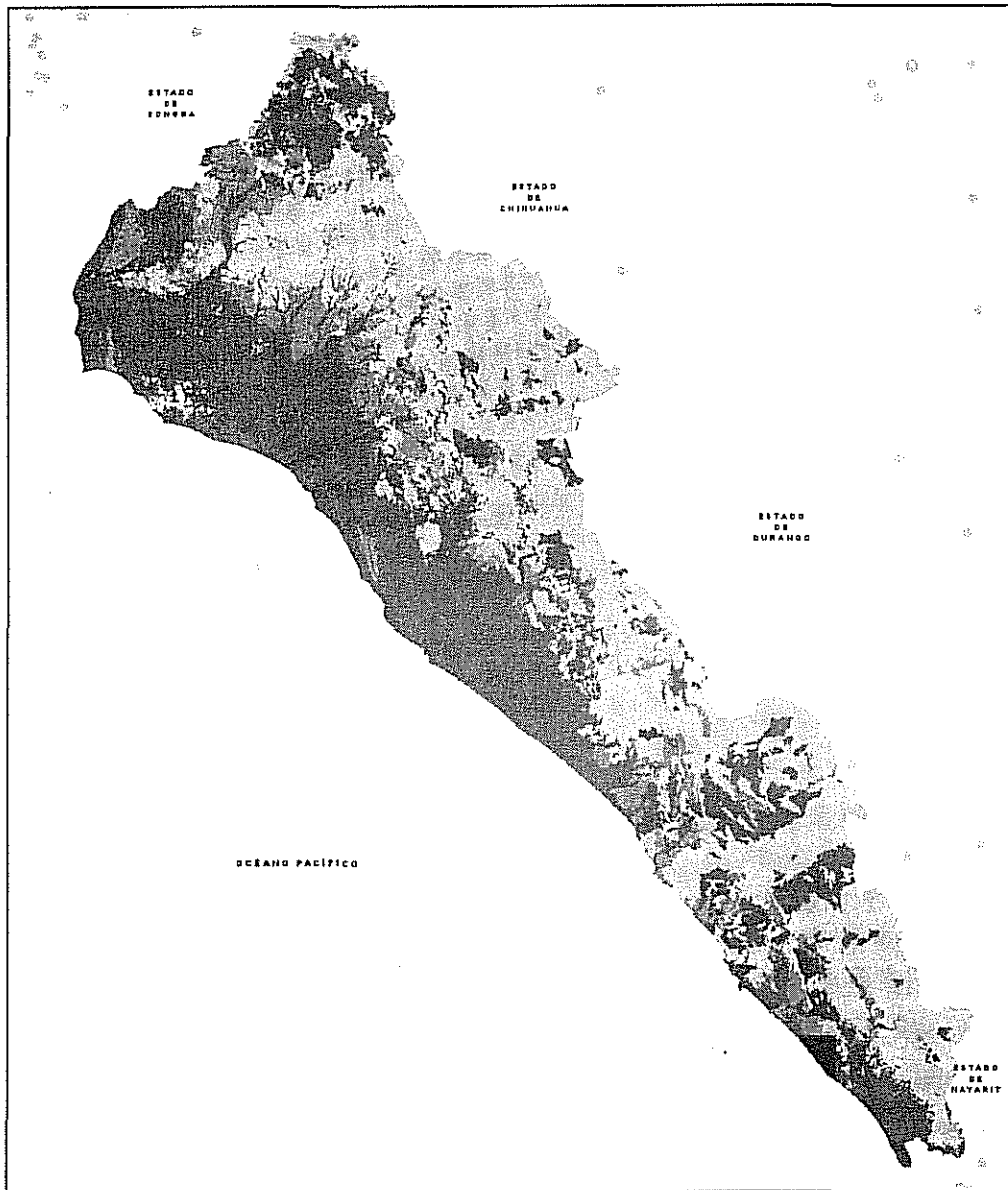 ESTADO
DE
SONORA
ESTADO
DE
CHIHUAHUA
ESTADO
DE
DURANGO
OCÉANO PACÍFICO
ESTADO
DE
NAYARIT